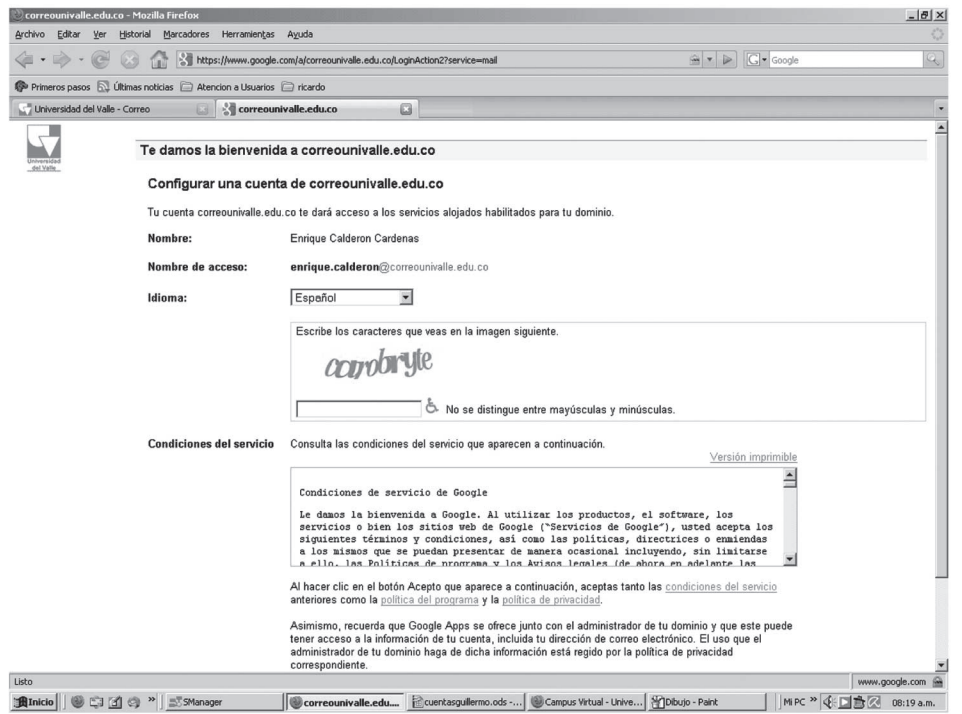 correounivalle.edu.co - Mozilla Firefox
Archivo Editar Ver Historial Marcadores Herramientas Ayuda
https://www.google.com/a/correounivalle.edu.co/LoginAction2?service=mail
Google
Primeros pasos Últimas noticias Atencion a Usuarios ricardo
Universidad del Valle - Correo correounivalle.edu.co
Universidad
del Valle
Te damos la bienvenida a correounivalle.edu.co
Configurar una cuenta de correounivalle.edu.co
Tu cuenta correounivalle.edu.co te dará acceso a los servicios alojados habilitados para tu dominio.
Nombre: Enrique Calderon Cardenas
Nombre de acceso: enrique.calderon@correounivalle.edu.co
Idioma: Español
Escribe los caracteres que veas en la imagen siguiente.
No se distingue entre mayúsculas y minúsculas.
Condiciones del servicio Consulta las condiciones del servicio que aparecen a continuación.
Versión imprimible
Condiciones de servicio de Google
Le damos la bienvenida a Google. Al utilizar los productos, el software, los
servicios o bien los sitios web de Google ("Servicios de Google"), usted acepta los
siguientes términos y condiciones, así como las políticas, directrices o enmiendas
a los mismos que se puedan presentar de manera ocasional incluyendo, sin limitarse
a ello, las Políticas de programa y los Avisos legales (de ahora en adelante las
Al hacer clic en el botón Acepto que aparece a continuación, aceptas tanto las condiciones del servicio
anteriores como la política del programa y la política de privacidad.
Asimismo, recuerda que Google Apps se ofrece junto con el administrador de tu dominio y que este puede
tener acceso a la información de tu cuenta, incluida tu dirección de correo electrónico. El uso que el
administrador de tu dominio haga de dicha información está regido por la política de privacidad
correspondiente.
Listo www.google.com
Inicio » SManager correounivalle.edu.... cuentasguillermo.ods -... Campus Virtual - Unive... Dibujo - Paint Mi PC » 08:19 a.m.